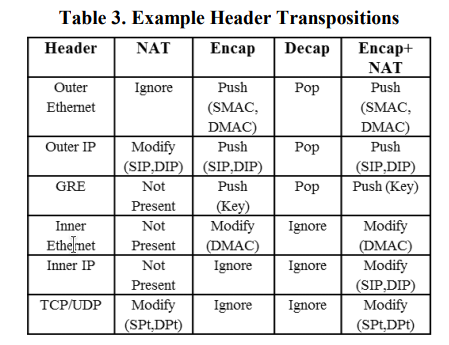 Table 3. Example Header Transpositions
Header NAT Encap Decap Encap+
NAT
Outer Ignore Push Pop Push
Ethernet (SMAC, (SMAC,
DMAC) DMAC)
Outer IP Modify Push Pop Push
(SIP,DIP) (SIP,DIP) (SIP,DIP)
GRE Not Push Pop Push (Key)
Present (Key)
Inner Not Modify Ignore Modify
Ethernet Present (DMAC) (DMAC)
Inner IP Not Ignore Ignore Modify
Present (SIP,DIP)
TCP/UDP Modify Ignore Ignore Modify
(SPt,DPt) (SPt,DPt)